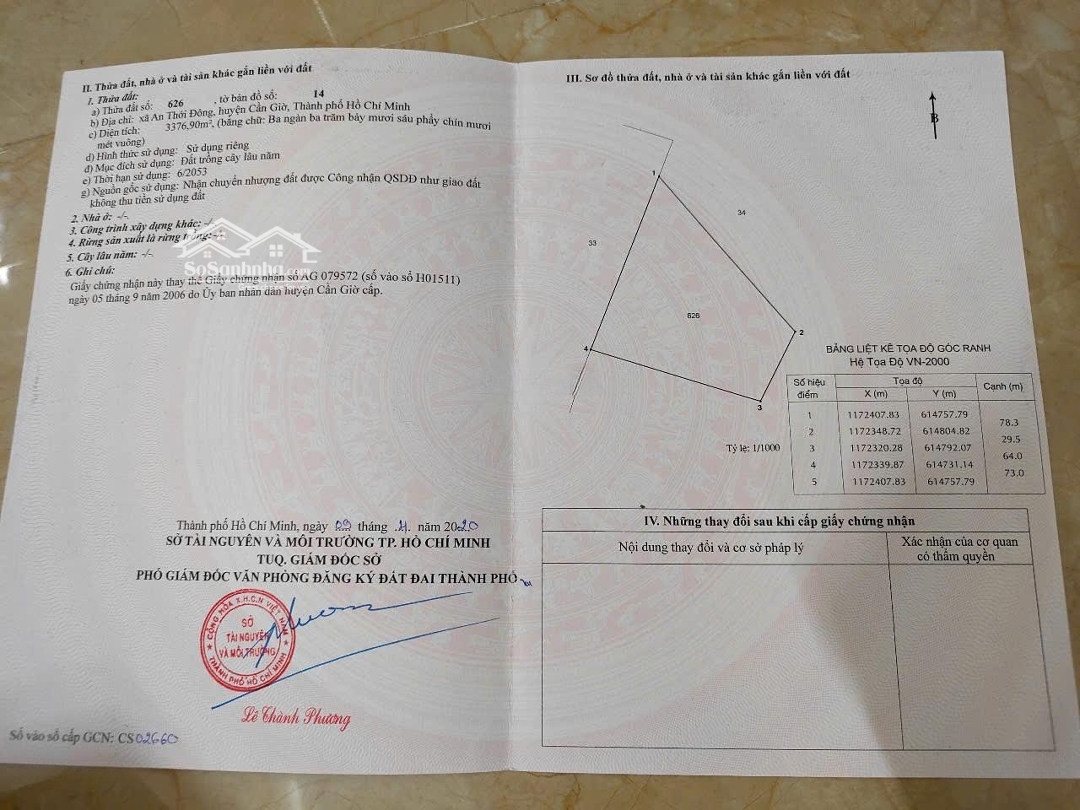 II. Thửa đất, nhà ở và tài sản khác gắn liền với đất
1. Thửa đất:
a) Thửa đất số: 626 , tờ bản đồ số: 14
b) Địa chỉ: xã An Thới Đông, huyện Cần Giờ, Thành phố Hồ Chí Minh
c) Diện tích: 3376,90m², (bằng chữ: Ba ngàn ba trăm bảy mươi sáu phẩy chín mươi
mét vuông)
d) Hình thức sử dụng: Sử dụng riêng
đ) Mục đích sử dụng: Đất trồng cây lâu năm
e) Thời hạn sử dụng: 6/2053
g) Nguồn gốc sử dụng: Nhận chuyển nhượng đất được Công nhận QSDĐ như giao đất
không thu tiền sử dụng đất
2. Nhà ở: -/-.
3. Công trình xây dựng khác: -/-.
4. Rừng sản xuất là rừng trồng: -/-.
5. Cây lâu năm: -/-.
6. Ghi chú:
Giấy chứng nhận này thay thế Giấy chứng nhận số AG 079572 (số vào sổ H01511)
ngày 05 tháng 9 năm 2006 do Ủy ban nhân dân huyện Cần Giờ cấp.
SoSanhnha.com
Thành phố Hồ Chí Minh, ngày 09 tháng 4 năm 2020
SỞ TÀI NGUYÊN VÀ MÔI TRƯỜNG TP. HỒ CHÍ MINH
TUQ. GIÁM ĐỐC SỞ
PHÓ GIÁM ĐỐC VĂN PHÒNG ĐĂNG KÝ ĐẤT ĐAI THÀNH PHỐ
CỘNG HÒA X.H.C.N VIỆT NAM
SỞ
TÀI NGUYÊN
VÀ MÔI TRƯỜNG
THÀNH PHỐ HỒ CHÍ MINH
Lê Thành Phương
Số vào sổ cấp GCN: CS 02660
III. Sơ đồ thửa đất, nhà ở và tài sản khác gắn liền với đất
B
1
34
33
626
2
4
3
Tỷ lệ: 1/1000
BẢNG LIỆT KÊ TỌA ĐỘ GÓC RANH
Hệ Tọa Độ VN-2000
Số hiệu điểm Tọa độ Cạnh (m)
X (m) Y (m)
1 1172407.83 614757.79
78.3
2 1172348.72 614804.82
29.5
3 1172320.28 614792.07
64.0
4 1172339.87 614731.14
73.0
5 1172407.83 614757.79
IV. Những thay đổi sau khi cấp giấy chứng nhận
Nội dung thay đổi và cơ sở pháp lý
Xác nhận của cơ quan
có thẩm quyền